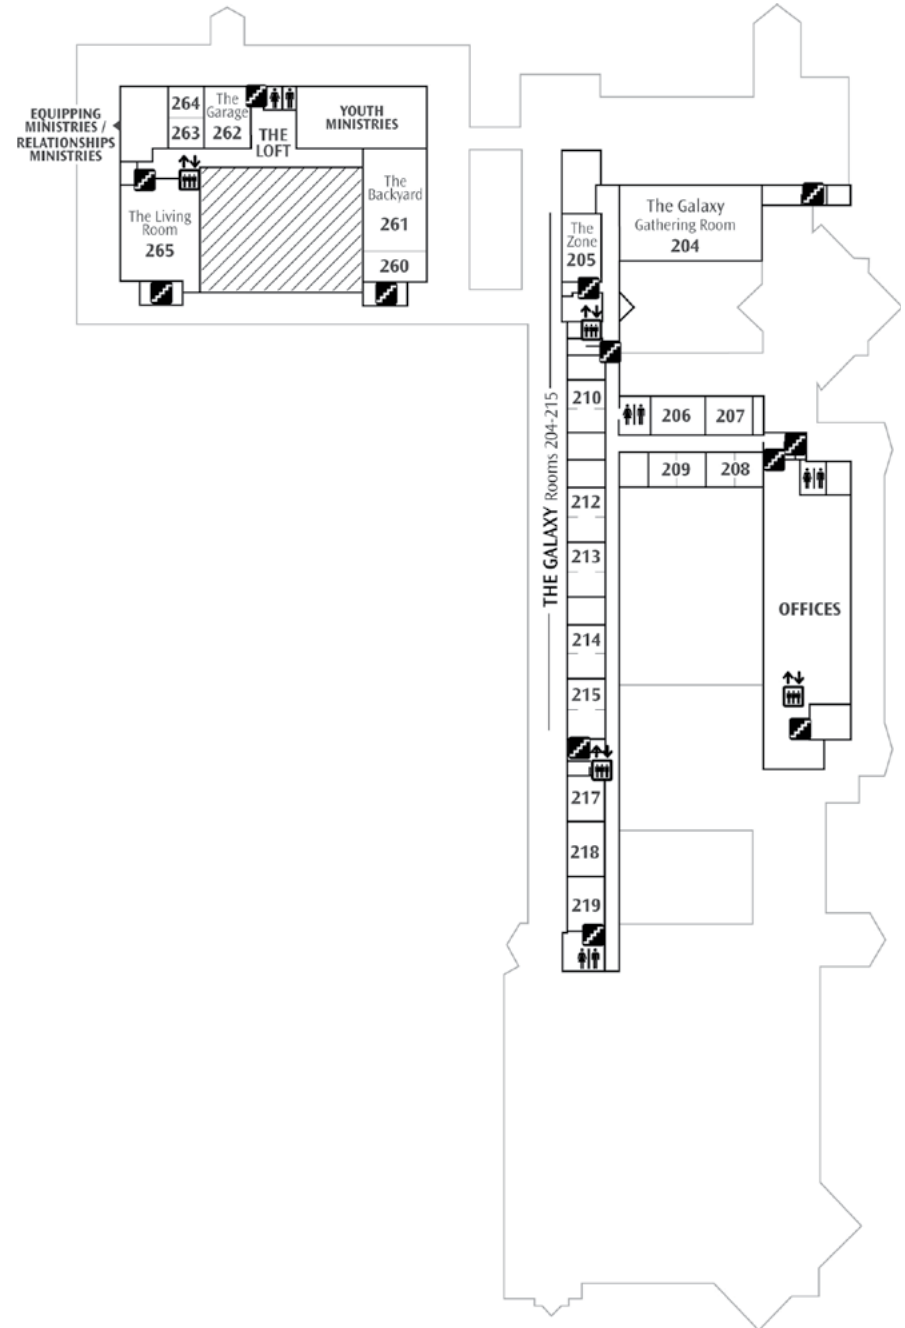 EQUIPPING
MINISTRIES /
RELATIONSHIPS
MINISTRIES
264
263
The
Garage
262
THE
LOFT
YOUTH
MINISTRIES
The Living
Room
265
The
Backyard
261
260
The
Zone
205
The Galaxy
Gathering Room
204
THE GALAXY Rooms 204-215
210
206
207
209
208
212
213
214
215
OFFICES
217
218
219